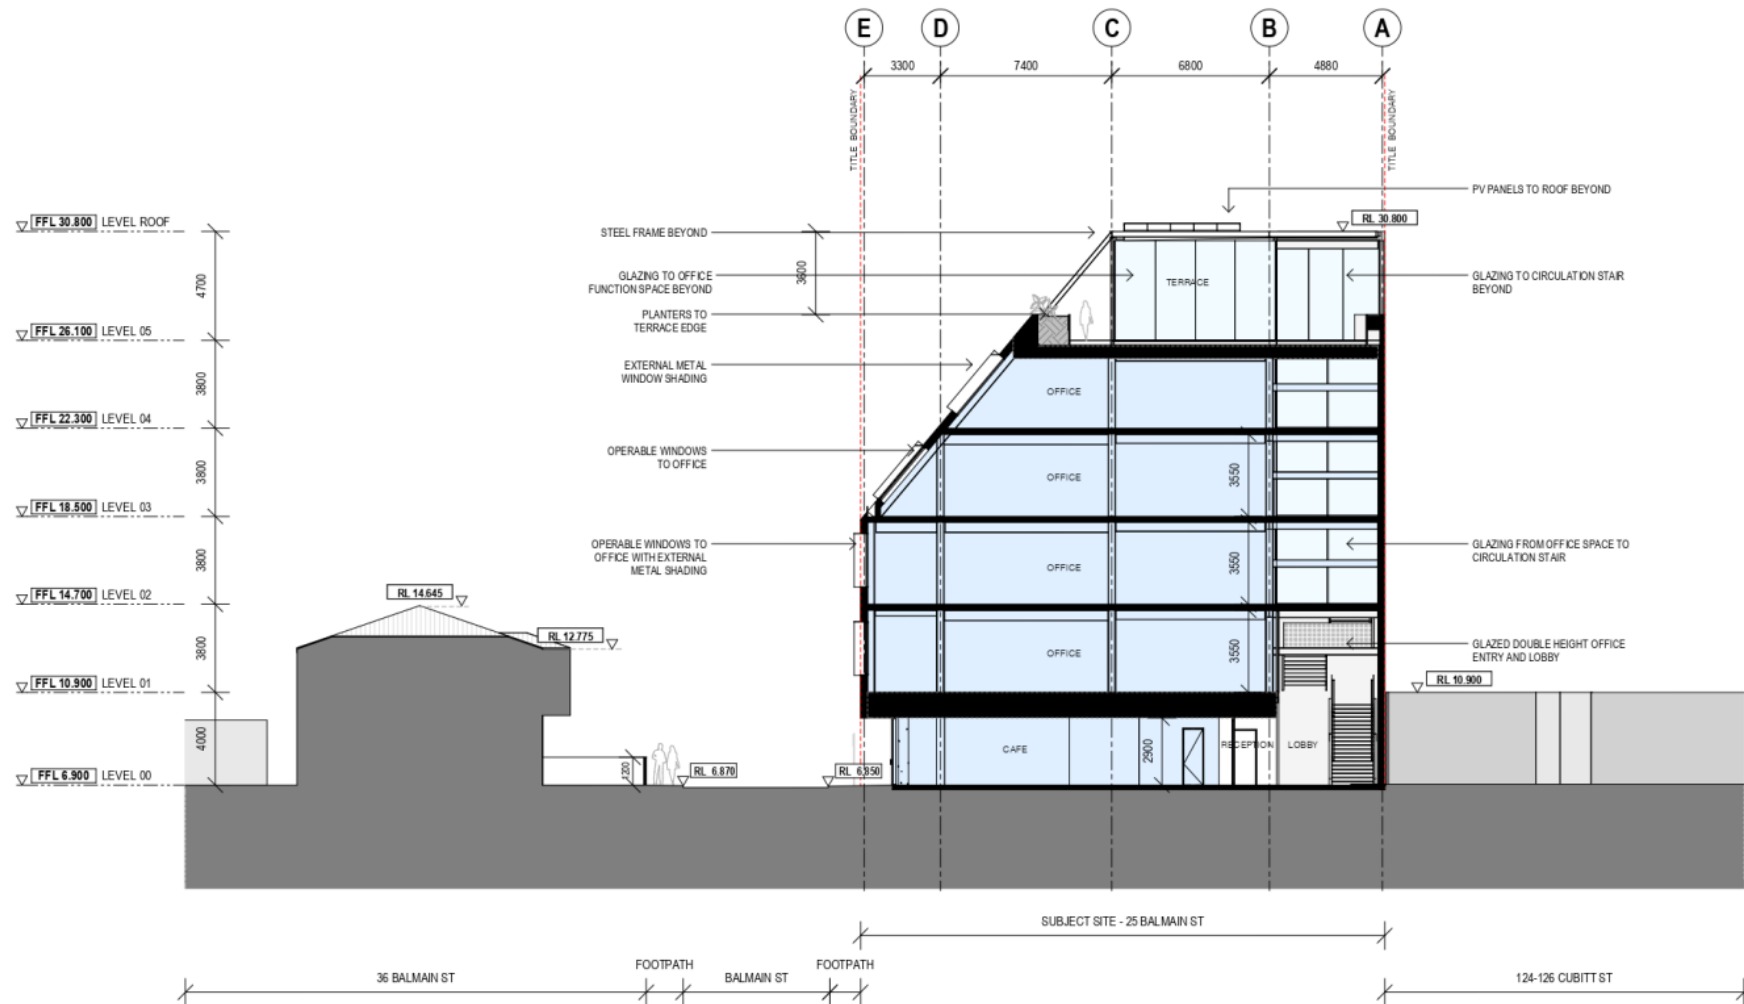 E D C B A
3300 7400 6800 4880
TITLE BOUNDARY
TITLE BOUNDARY
PV PANELS TO ROOF BEYOND
RL 30.800
FFL 30.800 LEVEL ROOF
STEEL FRAME BEYOND
3600
4700
GLAZING TO OFFICE
FUNCTION SPACE BEYOND
TERRACE
GLAZING TO CIRCULATION STAIR
BEYOND
PLANTERS TO
TERRACE EDGE
FFL 26.100 LEVEL 05
EXTERNAL METAL
WINDOW SHADING
3800
OFFICE
FFL 22.300 LEVEL 04
OPERABLE WINDOWS
TO OFFICE
3800
OFFICE
3550
FFL 18.500 LEVEL 03
OPERABLE WINDOWS TO
OFFICE WITH EXTERNAL
METAL SHADING
3800
OFFICE
3550
GLAZING FROM OFFICE SPACE TO
CIRCULATION STAIR
FFL 14.700 LEVEL 02
RL 14.645
RL 12.775
3800
OFFICE
3550
GLAZED DOUBLE HEIGHT OFFICE
ENTRY AND LOBBY
FFL 10.900 LEVEL 01
RL 10.900
4000
CAFE
2900
RECEPTION
LOBBY
FFL 6.900 LEVEL 00
1200
RL 6.870
RL 6.850
SUBJECT SITE - 25 BALMAIN ST
36 BALMAIN ST
FOOTPATH
BALMAIN ST
FOOTPATH
124-126 CUBITT ST